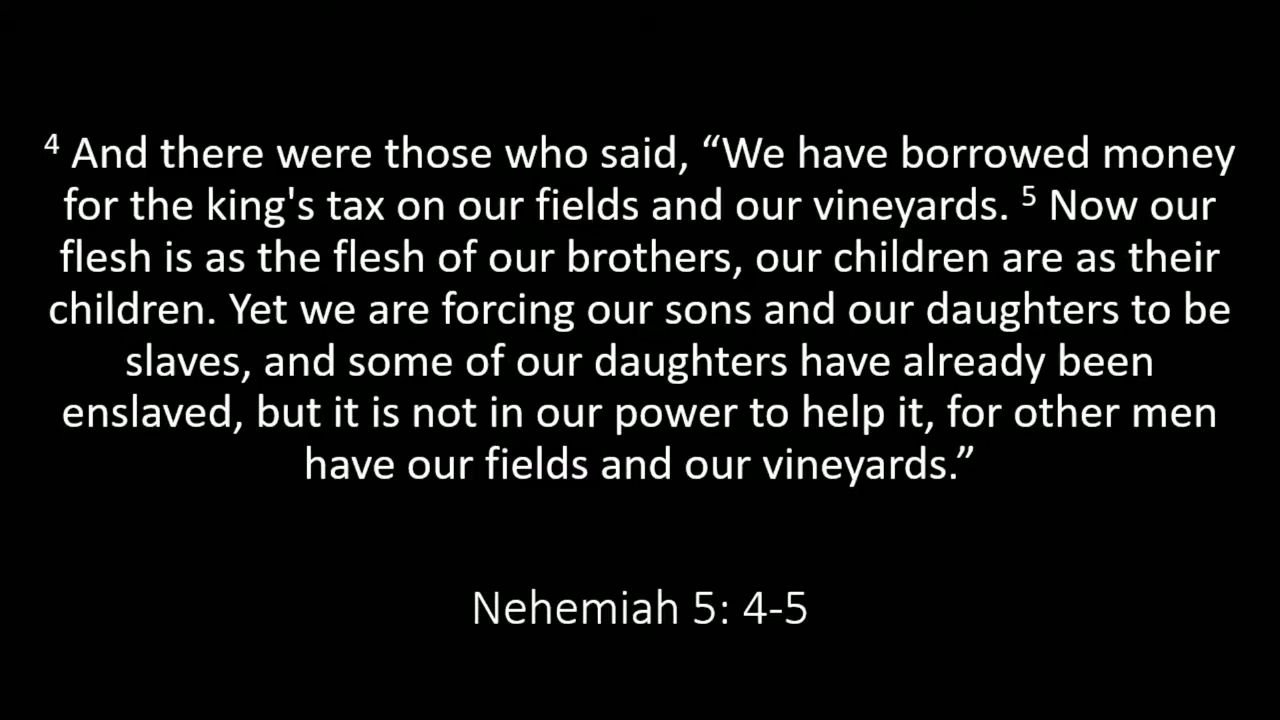 ⁴ And there were those who said, “We have borrowed money
for the king's tax on our fields and our vineyards. ⁵ Now our
flesh is as the flesh of our brothers, our children are as their
children. Yet we are forcing our sons and our daughters to be
slaves, and some of our daughters have already been
enslaved, but it is not in our power to help it, for other men
have our fields and our vineyards.”
Nehemiah 5: 4-5